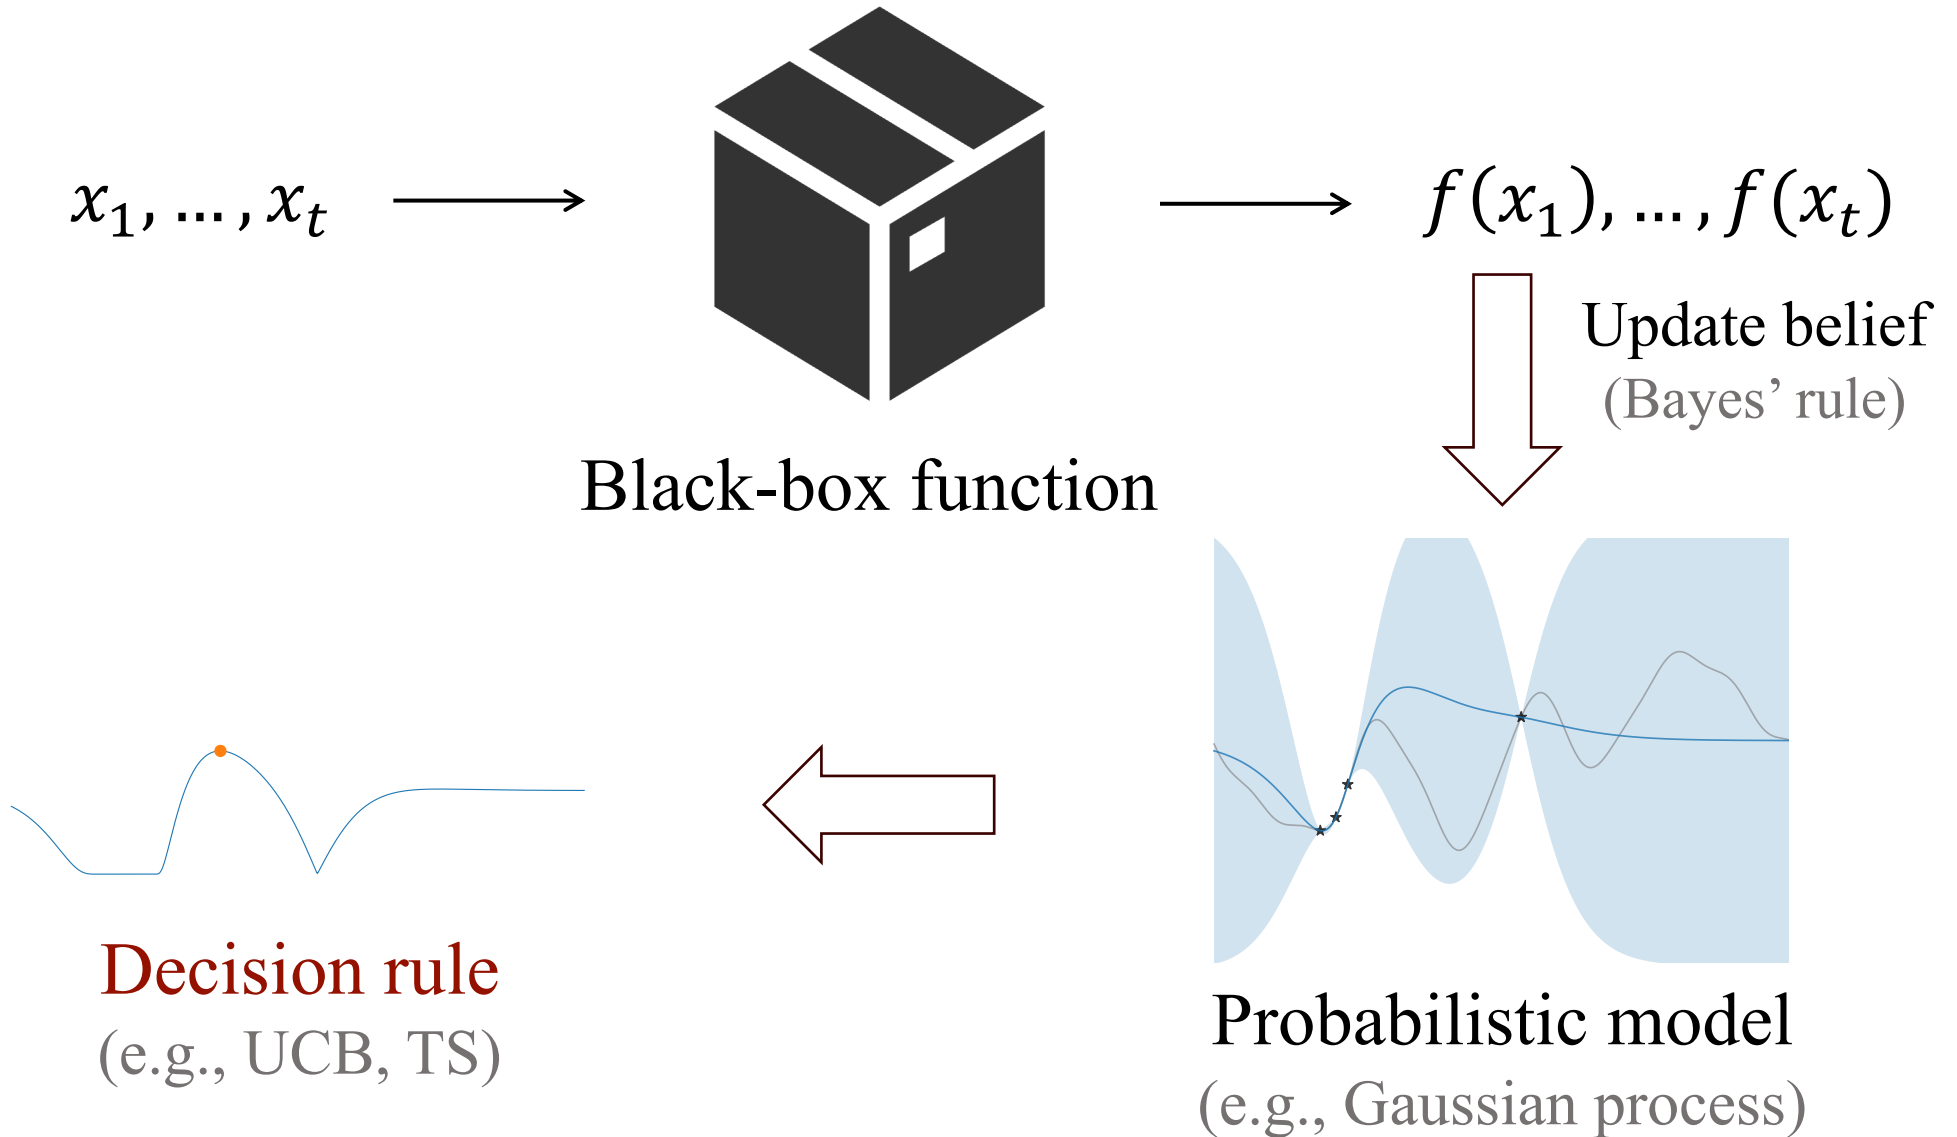 x₁, … , xₜ
f(x₁), … , f(xₜ)
Update belief
(Bayes’ rule)
Black-box function
Decision rule
(e.g., UCB, TS)
Probabilistic model
(e.g., Gaussian process)